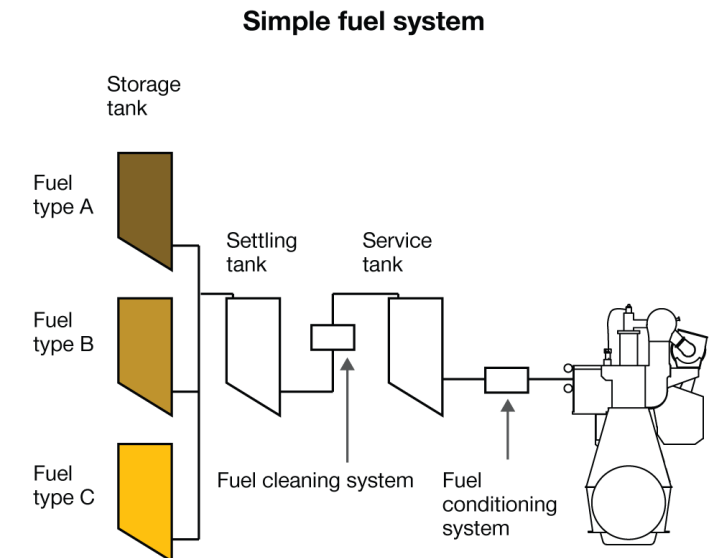 Simple fuel system
Storage
tank
Fuel
type A
Settling
tank
Service
tank
Fuel
type B
Fuel
type C
Fuel cleaning system
Fuel
conditioning
system